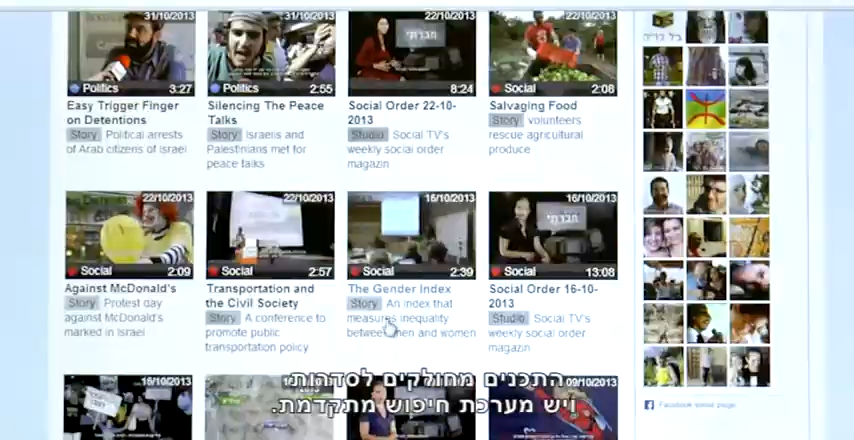 31/10/2013
31/10/2013
22/10/2013
22/10/2013
חברתי
Politics 3:27
Politics 2:55
8:24
Social 2:08
Easy Trigger Finger
on Detentions
Story Political arrests
of Arab citizens of Israel
Silencing The Peace
Talks
Story Israelis and
Palestinians met for
peace talks
Social Order 22-10-
2013
Studio Social TV's
weekly social order
magazin
Salvaging Food
Story volunteers
rescue agricultural
produce
22/10/2013
22/10/2013
16/10/2013
16/10/2013
חברתי
Social 2:09
Social 2:57
Social 2:39
Social 13:08
Against McDonald's
Story Protest day
against McDonald's
marked in Israel
Transportation and
the Civil Society
Story A conference to
promote public
transportation policy
The Gender Index
Story An index that
measures inequality
between men and women
Social Order 16-10-
2013
Studio Social TV's
weekly social order
magazin
16/10/2013
09/10/2013
התכנים מחולקים לסדרות
ויש מערכת חיפוש מתקדמת.
Facebook social page